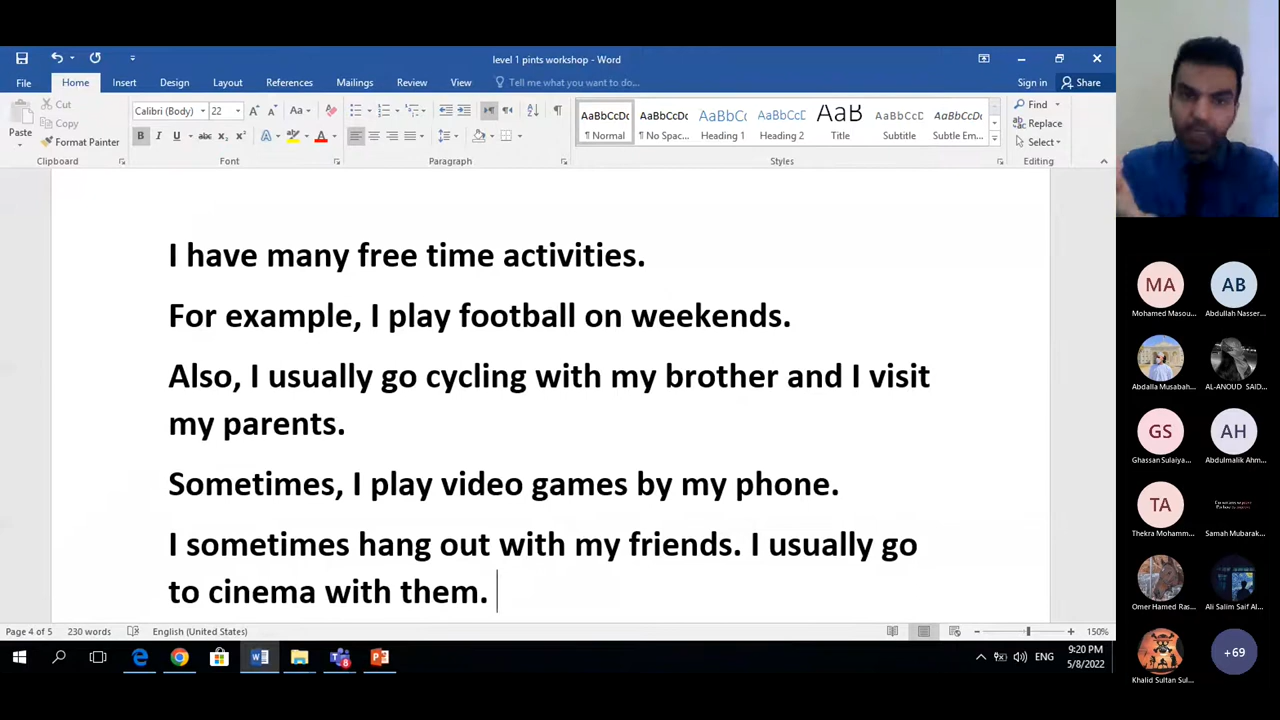 level 1 pints workshop - Word
File Home Insert Design Layout References Mailings Review View Tell me what you want to do... Sign in Share
Paste
Cut
Copy
Format Painter
Clipboard
Calibri (Body) 22
Font
Paragraph
AaBbCcDc AaBbCcDc AaBbCc AaBbCcD AaB AaBbCcD AaBbCcDc
¶ Normal ¶ No Spac... Heading 1 Heading 2 Title Subtitle Subtle Em...
Styles
Find
Replace
Select
Editing
I have many free time activities.
For example, I play football on weekends.
Also, I usually go cycling with my brother and I visit
my parents.
Sometimes, I play video games by my phone.
I sometimes hang out with my friends. I usually go
to cinema with them.
Page 4 of 5 230 words English (United States) 150%
ENG
9:20 PM
5/8/2022
MA AB
Mohamed Masou... Abdullah Nasser...
Abdalla Musabah... AL-ANOUD SAID...
GS AH
Ghassan Sulaiya... Abdulmalik Ahm...
TA
Thekra Mohamm... Samah Mubarak...
Omer Hamed Ras... Ali Salim Saif Al...
Khalid Sultan Sul...
+69